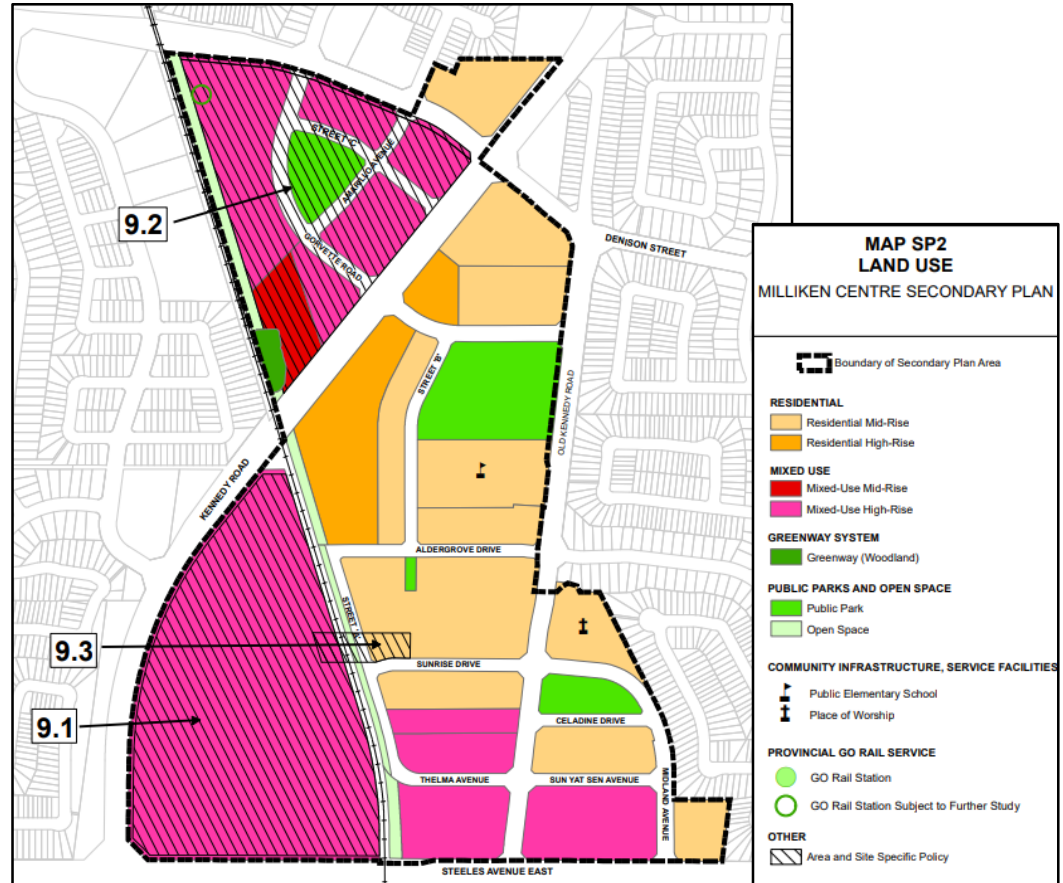 STREET 'C'
AMARILLO AVENUE
9.2
GORVETTE ROAD
DENISON STREET
STREET 'B'
OLD KENNEDY ROAD
KENNEDY ROAD
ALDERGROVE DRIVE
STREET 'A'
9.3
SUNRISE DRIVE
9.1
CELADINE DRIVE
THELMA AVENUE
SUN YAT SEN AVENUE
MIDLAND AVENUE
STEELES AVENUE EAST
MAP SP2
LAND USE
MILLIKEN CENTRE SECONDARY PLAN
Boundary of Secondary Plan Area
RESIDENTIAL
Residential Mid-Rise
Residential High-Rise
MIXED USE
Mixed-Use Mid-Rise
Mixed-Use High-Rise
GREENWAY SYSTEM
Greenway (Woodland)
PUBLIC PARKS AND OPEN SPACE
Public Park
Open Space
COMMUNITY INFRASTRUCTURE, SERVICE FACILITIES
Public Elementary School
Place of Worship
PROVINCIAL GO RAIL SERVICE
GO Rail Station
GO Rail Station Subject to Further Study
OTHER
Area and Site Specific Policy